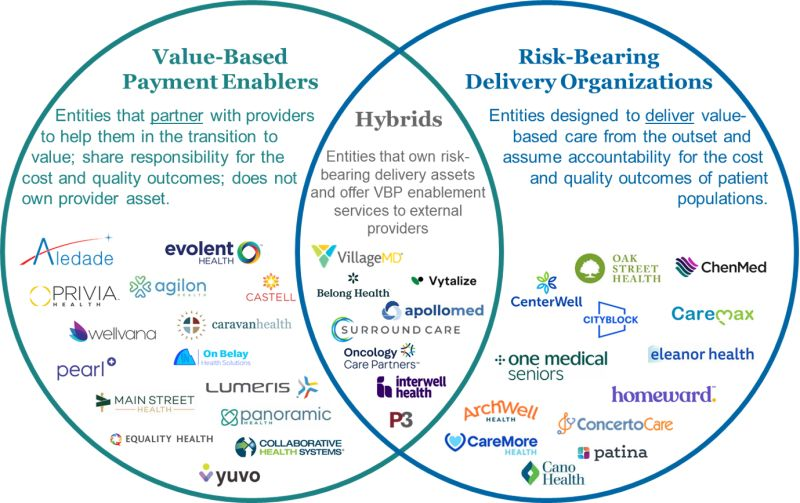 Value-Based
Payment Enablers
Entities that partner with providers
to help them in the transition to
value; share responsibility for the
cost and quality outcomes; does not
own provider asset.
Aledade
evolent
HEALTH
PRIVIA
HEALTH
agilon
HEALTH
CASTELL
wellvana
caravanhealth
pearl
On Belay
Health Solutions
LUMERIS
MAIN STREET
HEALTH
panoramic
HEALTH
EQUALITY HEALTH
COLLABORATIVE
HEALTH SYSTEMS
yuvo
Hybrids
Entities that own risk-
bearing delivery assets
and offer VBP enablement
services to external
providers
VillageMD
Belong Health
Vytalize
apollomed
SURROUND CARE
Oncology
Care Partners
interwell
health
P3
Risk-Bearing
Delivery Organizations
Entities designed to deliver value-
based care from the outset and
assume accountability for the cost
and quality outcomes of patient
populations.
OAK
STREET
HEALTH
ChenMed
CenterWell
CITYBLOCK
Caremax
one medical
seniors
eleanor health
homeward
ArchWell
HEALTH
ConcertoCare
CareMore
HEALTH
patina
Cano
Health